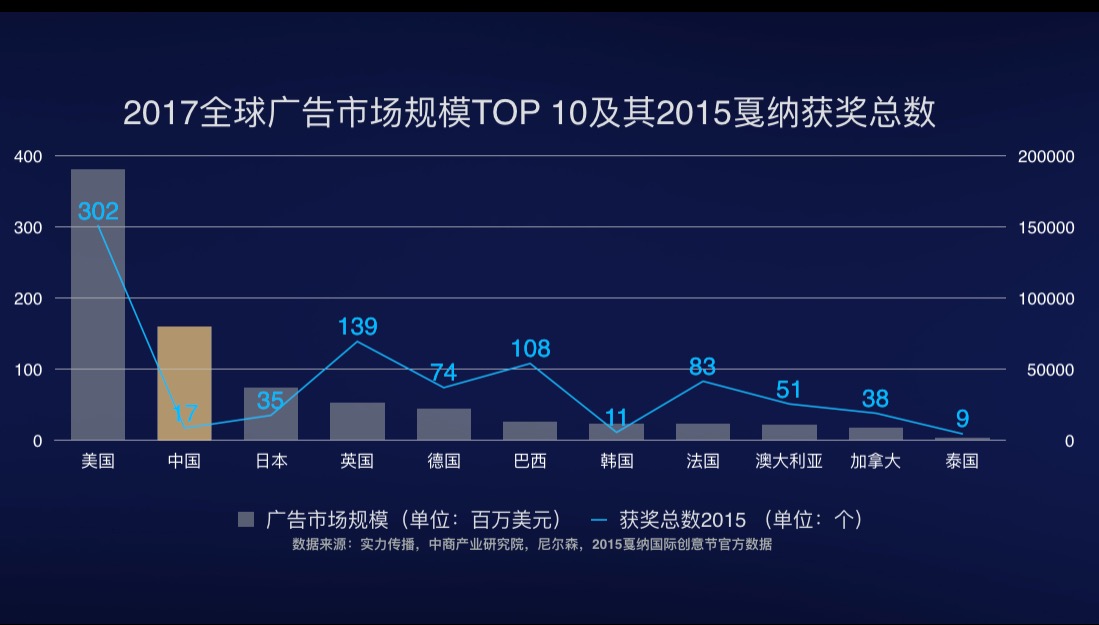 2017全球广告市场规模TOP 10及其2015戛纳获奖总数
400 200000
302
300 150000
200 100000
139
108
100 74 83 50000
17 35 11 51 38 9
0 0
美国 中国 日本 英国 德国 巴西 韩国 法国 澳大利亚 加拿大 泰国
广告市场规模（单位：百万美元） 获奖总数2015 （单位：个）
数据来源：实力传播，中商产业研究院，尼尔森，2015戛纳国际创意节官方数据